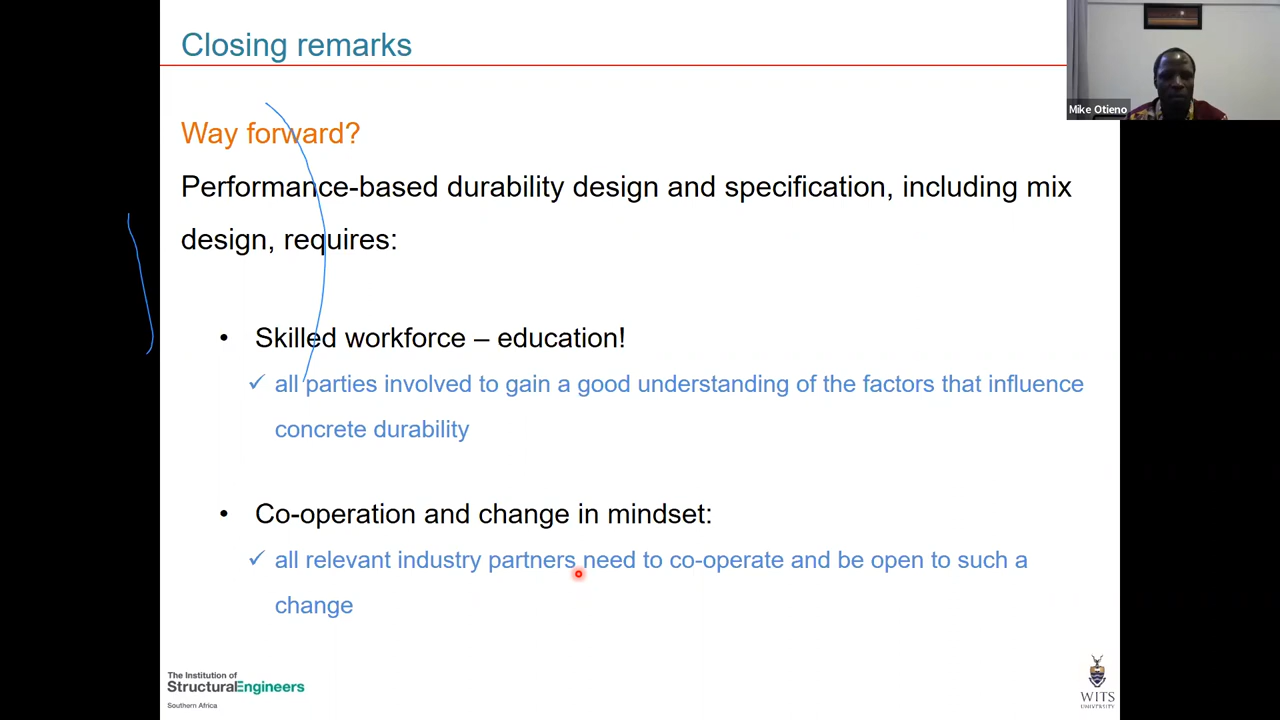 Closing remarks
Mike Otieno
Way forward?
Performance-based durability design and specification, including mix
design, requires:
• Skilled workforce – education!
✓ all parties involved to gain a good understanding of the factors that influence
concrete durability
• Co-operation and change in mindset:
✓ all relevant industry partners need to co-operate and be open to such a
change
The Institution of
StructuralEngineers
Southern Africa
WITS
UNIVERSITY